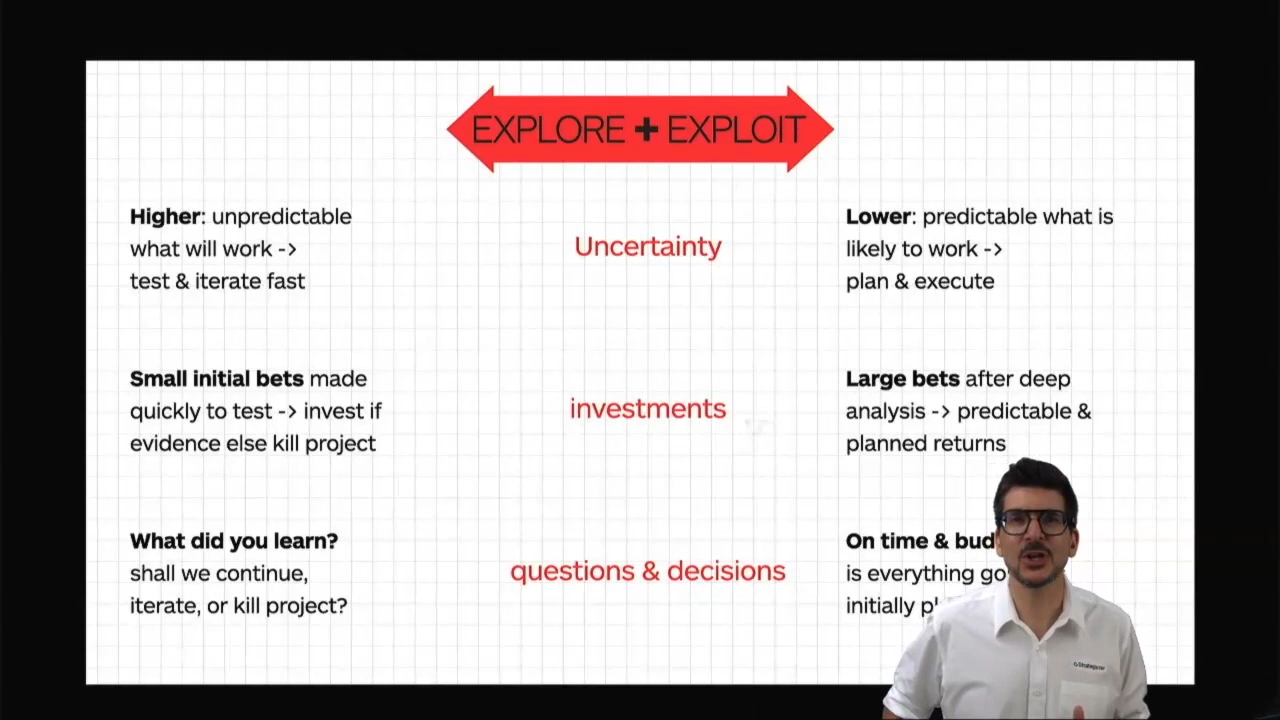 EXPLORE + EXPLOIT
Higher: unpredictable
what will work ->
test & iterate fast
Uncertainty
Lower: predictable what is
likely to work ->
plan & execute
Small initial bets made
quickly to test -> invest if
evidence else kill project
investments
Large bets after deep
analysis -> predictable &
planned returns
What did you learn?
shall we continue,
iterate, or kill project?
questions & decisions
On time &
is everything
initially
Strategyzer